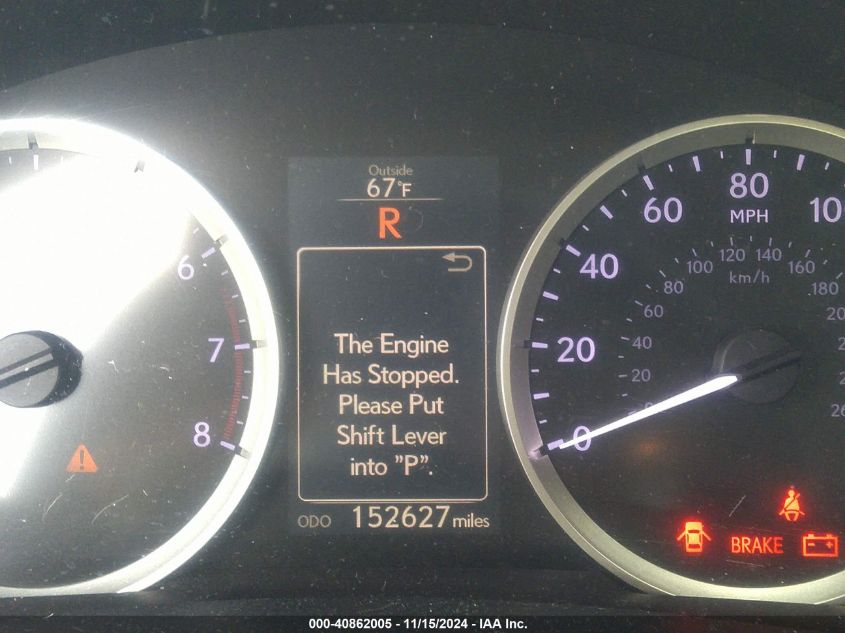 Outside
67°F
R
The Engine
Has Stopped.
Please Put
Shift Lever
into "P".
ODO 152627 miles
6
7
8
0
20
40
60
80
MPH
20
40
60
80
100
120
140
160
180
km/h
BRAKE
000-40862005 - 11/15/2024 - IAA Inc.